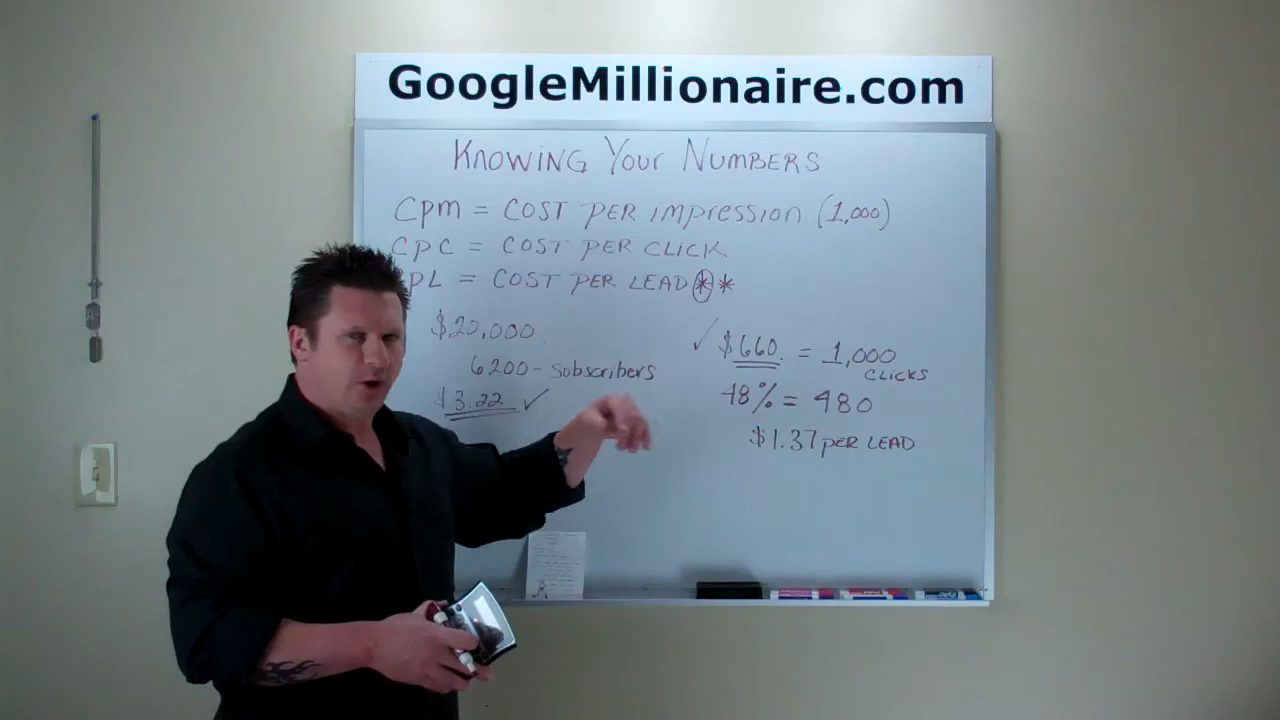 GoogleMillionaire.com
KNOWING YOUR NUMBERS
CPM = COST PER IMPRESSION (1,000)
CPC = COST PER CLICK
PL = COST PER LEAD **
$20,000
6200 - Subscribers
$3.22 ✓
✓ $660. = 1,000
CLICKS
48% = 480
$1.37 PER LEAD